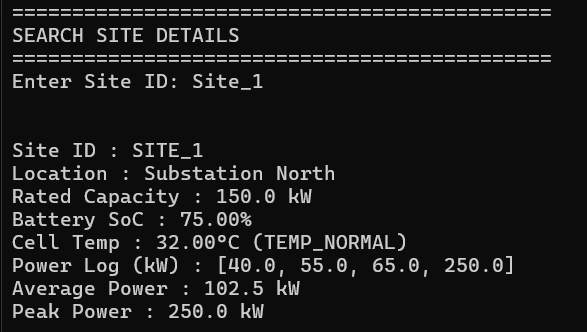 =============================================
SEARCH SITE DETAILS
=============================================
Enter Site ID: Site_1
Site ID : SITE_1
Location : Substation North
Rated Capacity : 150.0 kW
Battery SoC : 75.00%
Cell Temp : 32.00°C (TEMP_NORMAL)
Power Log (kW) : [40.0, 55.0, 65.0, 250.0]
Average Power : 102.5 kW
Peak Power : 250.0 kW